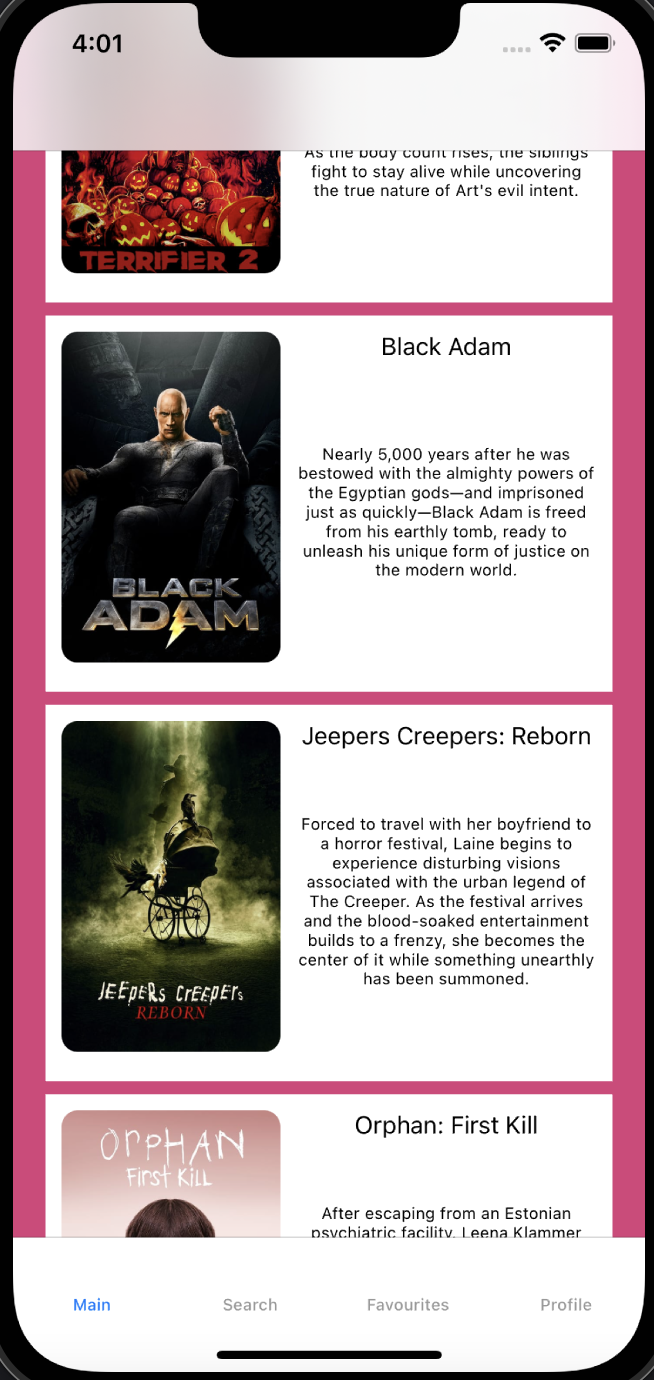 4:01
As the body count rises, the siblings
fight to stay alive while uncovering
the true nature of Art's evil intent.
TERRIFIER 2
Black Adam
Nearly 5,000 years after he was
bestowed with the almighty powers of
the Egyptian gods—and imprisoned
just as quickly—Black Adam is freed
from his earthly tomb, ready to
unleash his unique form of justice on
the modern world.
BLACK
ADAM
Jeepers Creepers: Reborn
Forced to travel with her boyfriend to
a horror festival, Laine begins to
experience disturbing visions
associated with the urban legend of
The Creeper. As the festival arrives
and the blood-soaked entertainment
builds to a frenzy, she becomes the
center of it while something unearthly
has been summoned.
JEEPERS CREEPERS
REBORN
Orphan: First Kill
ORPHAN
First Kill
After escaping from an Estonian
psychiatric facility, Leena Klammer
Main
Search
Favourites
Profile